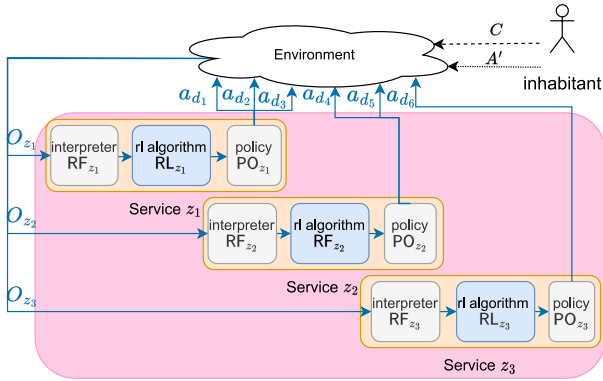 C
Environment
A′
inhabitant
a_{d_1} a_{d_2} a_{d_3} a_{d_4} a_{d_5} a_{d_6}
O_{z_1}
interpreter rl algorithm policy
RF_{z_1} RL_{z_1} PO_{z_1}
Service z_1
O_{z_2}
interpreter rl algorithm policy
RF_{z_2} RF_{z_2} PO_{z_2}
Service z_2
O_{z_3}
interpreter rl algorithm policy
RF_{z_3} RL_{z_3} PO_{z_3}
Service z_3